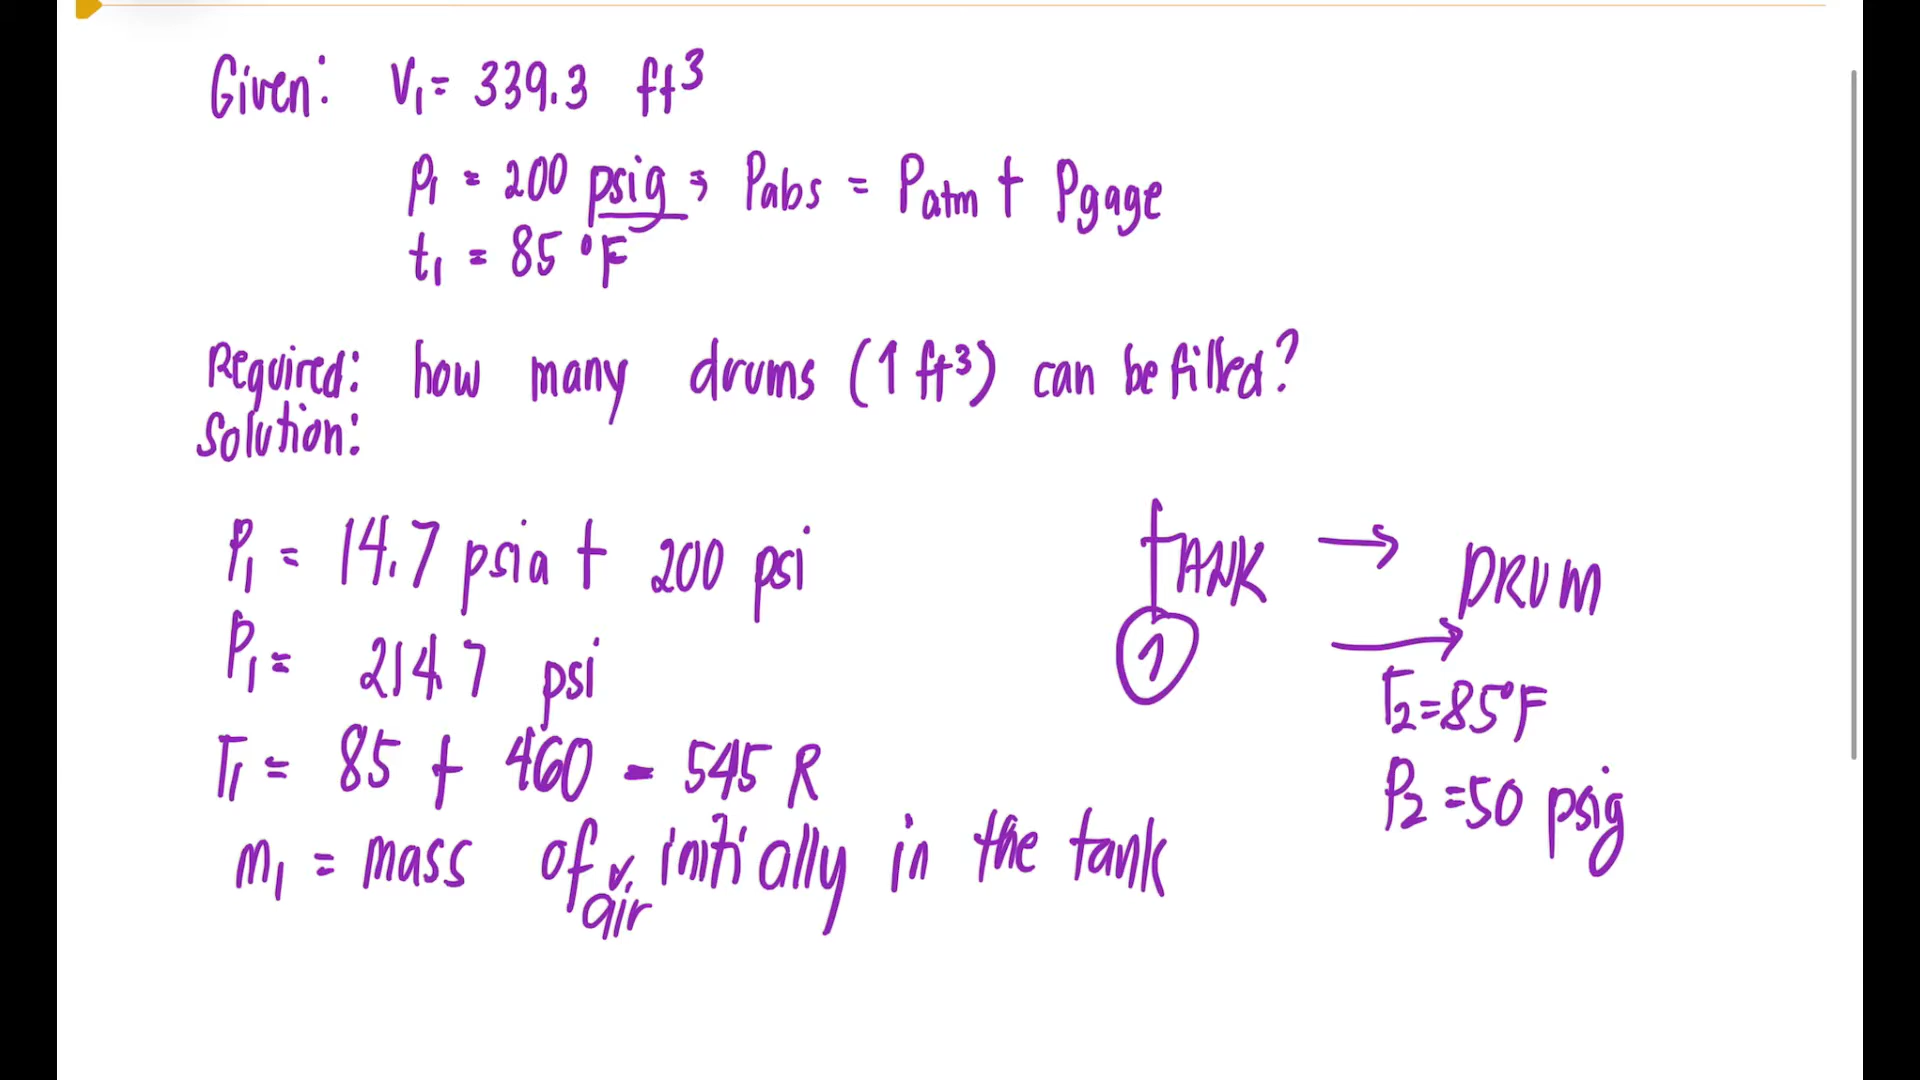 Given: V₁= 339.3 ft³
P₁ = 200 psig ⇒ Pabs = Patm + Pgage
t₁ = 85 °F
Required: how many drums (1 ft³) can be filled?
Solution:
P₁ = 14.7 psia + 200 psi
P₁ = 214.7 psi
T₁ = 85 + 460 = 545 R
m₁ = mass of air initially in the tank
TANK → DRUM
1 →
T₂=85°F
P₂=50 psig